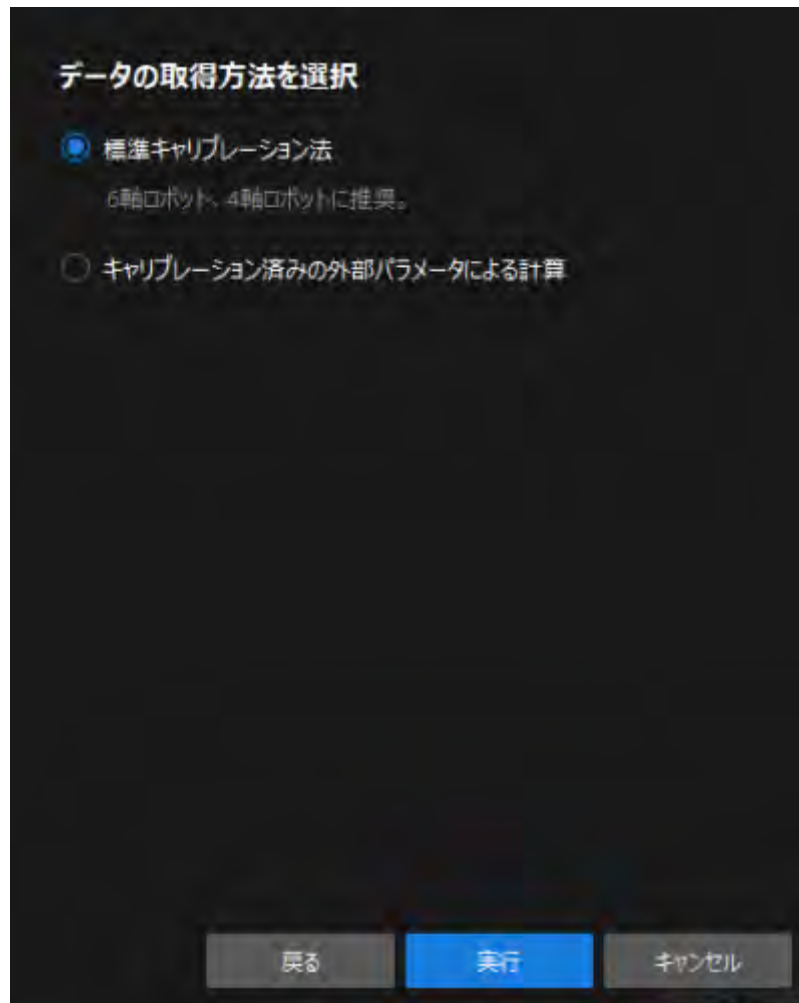 データの取得方法を選択
標準キャリブレーション法
6軸ロボット、4軸ロボットに推奨。
キャリブレーション済みの外部パラメータによる計算
戻る
実行
キャンセル